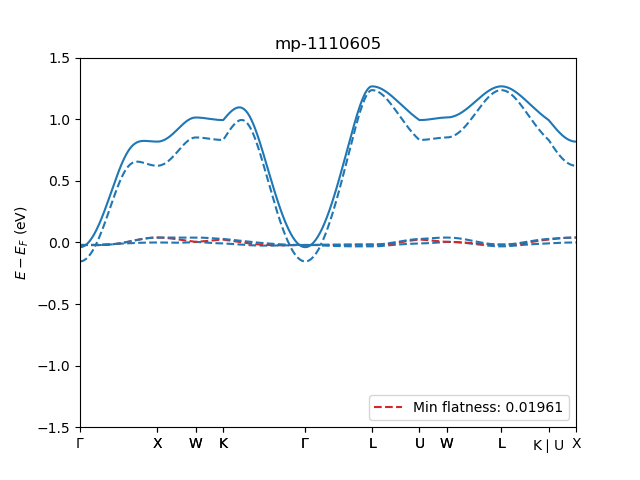 mp-1110605
E − E_F (eV)
1.5
1.0
0.5
0.0
−0.5
−1.0
−1.5
Min flatness: 0.01961
Γ X W K Γ L U W L K | U X